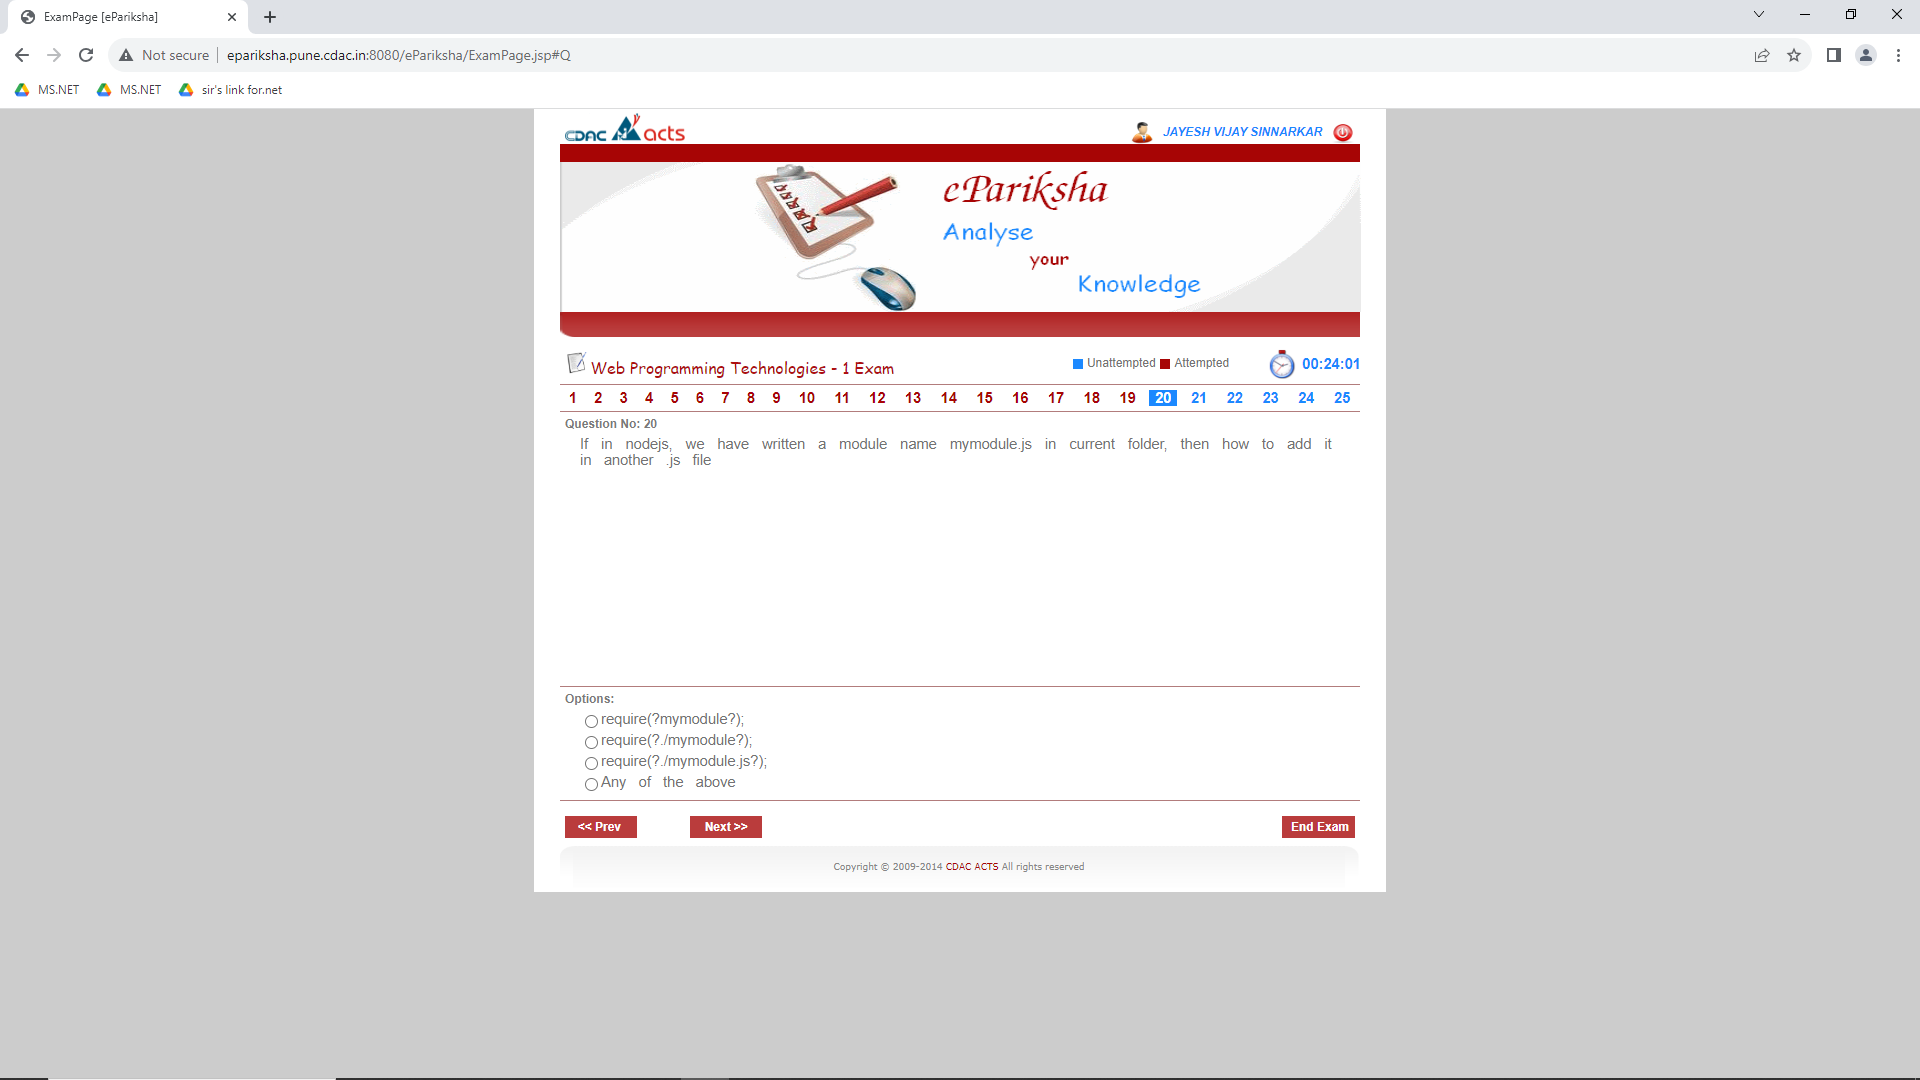 ExamPage [ePariksha]
Not secure epariksha.pune.cdac.in:8080/ePariksha/ExamPage.jsp#Q
MS.NET MS.NET sir's link for.net
CDAC acts JAYESH VIJAY SINNARKAR
ePariksha
Analyse
your
Knowledge
Web Programming Technologies - 1 Exam Unattempted Attempted 00:24:01
1 2 3 4 5 6 7 8 9 10 11 12 13 14 15 16 17 18 19 20 21 22 23 24 25
Question No: 20
If in nodejs, we have written a module name mymodule.js in current folder, then how to add it
in another .js file
Options:
require(?mymodule?);
require(?./mymodule?);
require(?./mymodule.js?);
Any of the above
<< Prev Next >> End Exam
Copyright © 2009-2014 CDAC ACTS All rights reserved